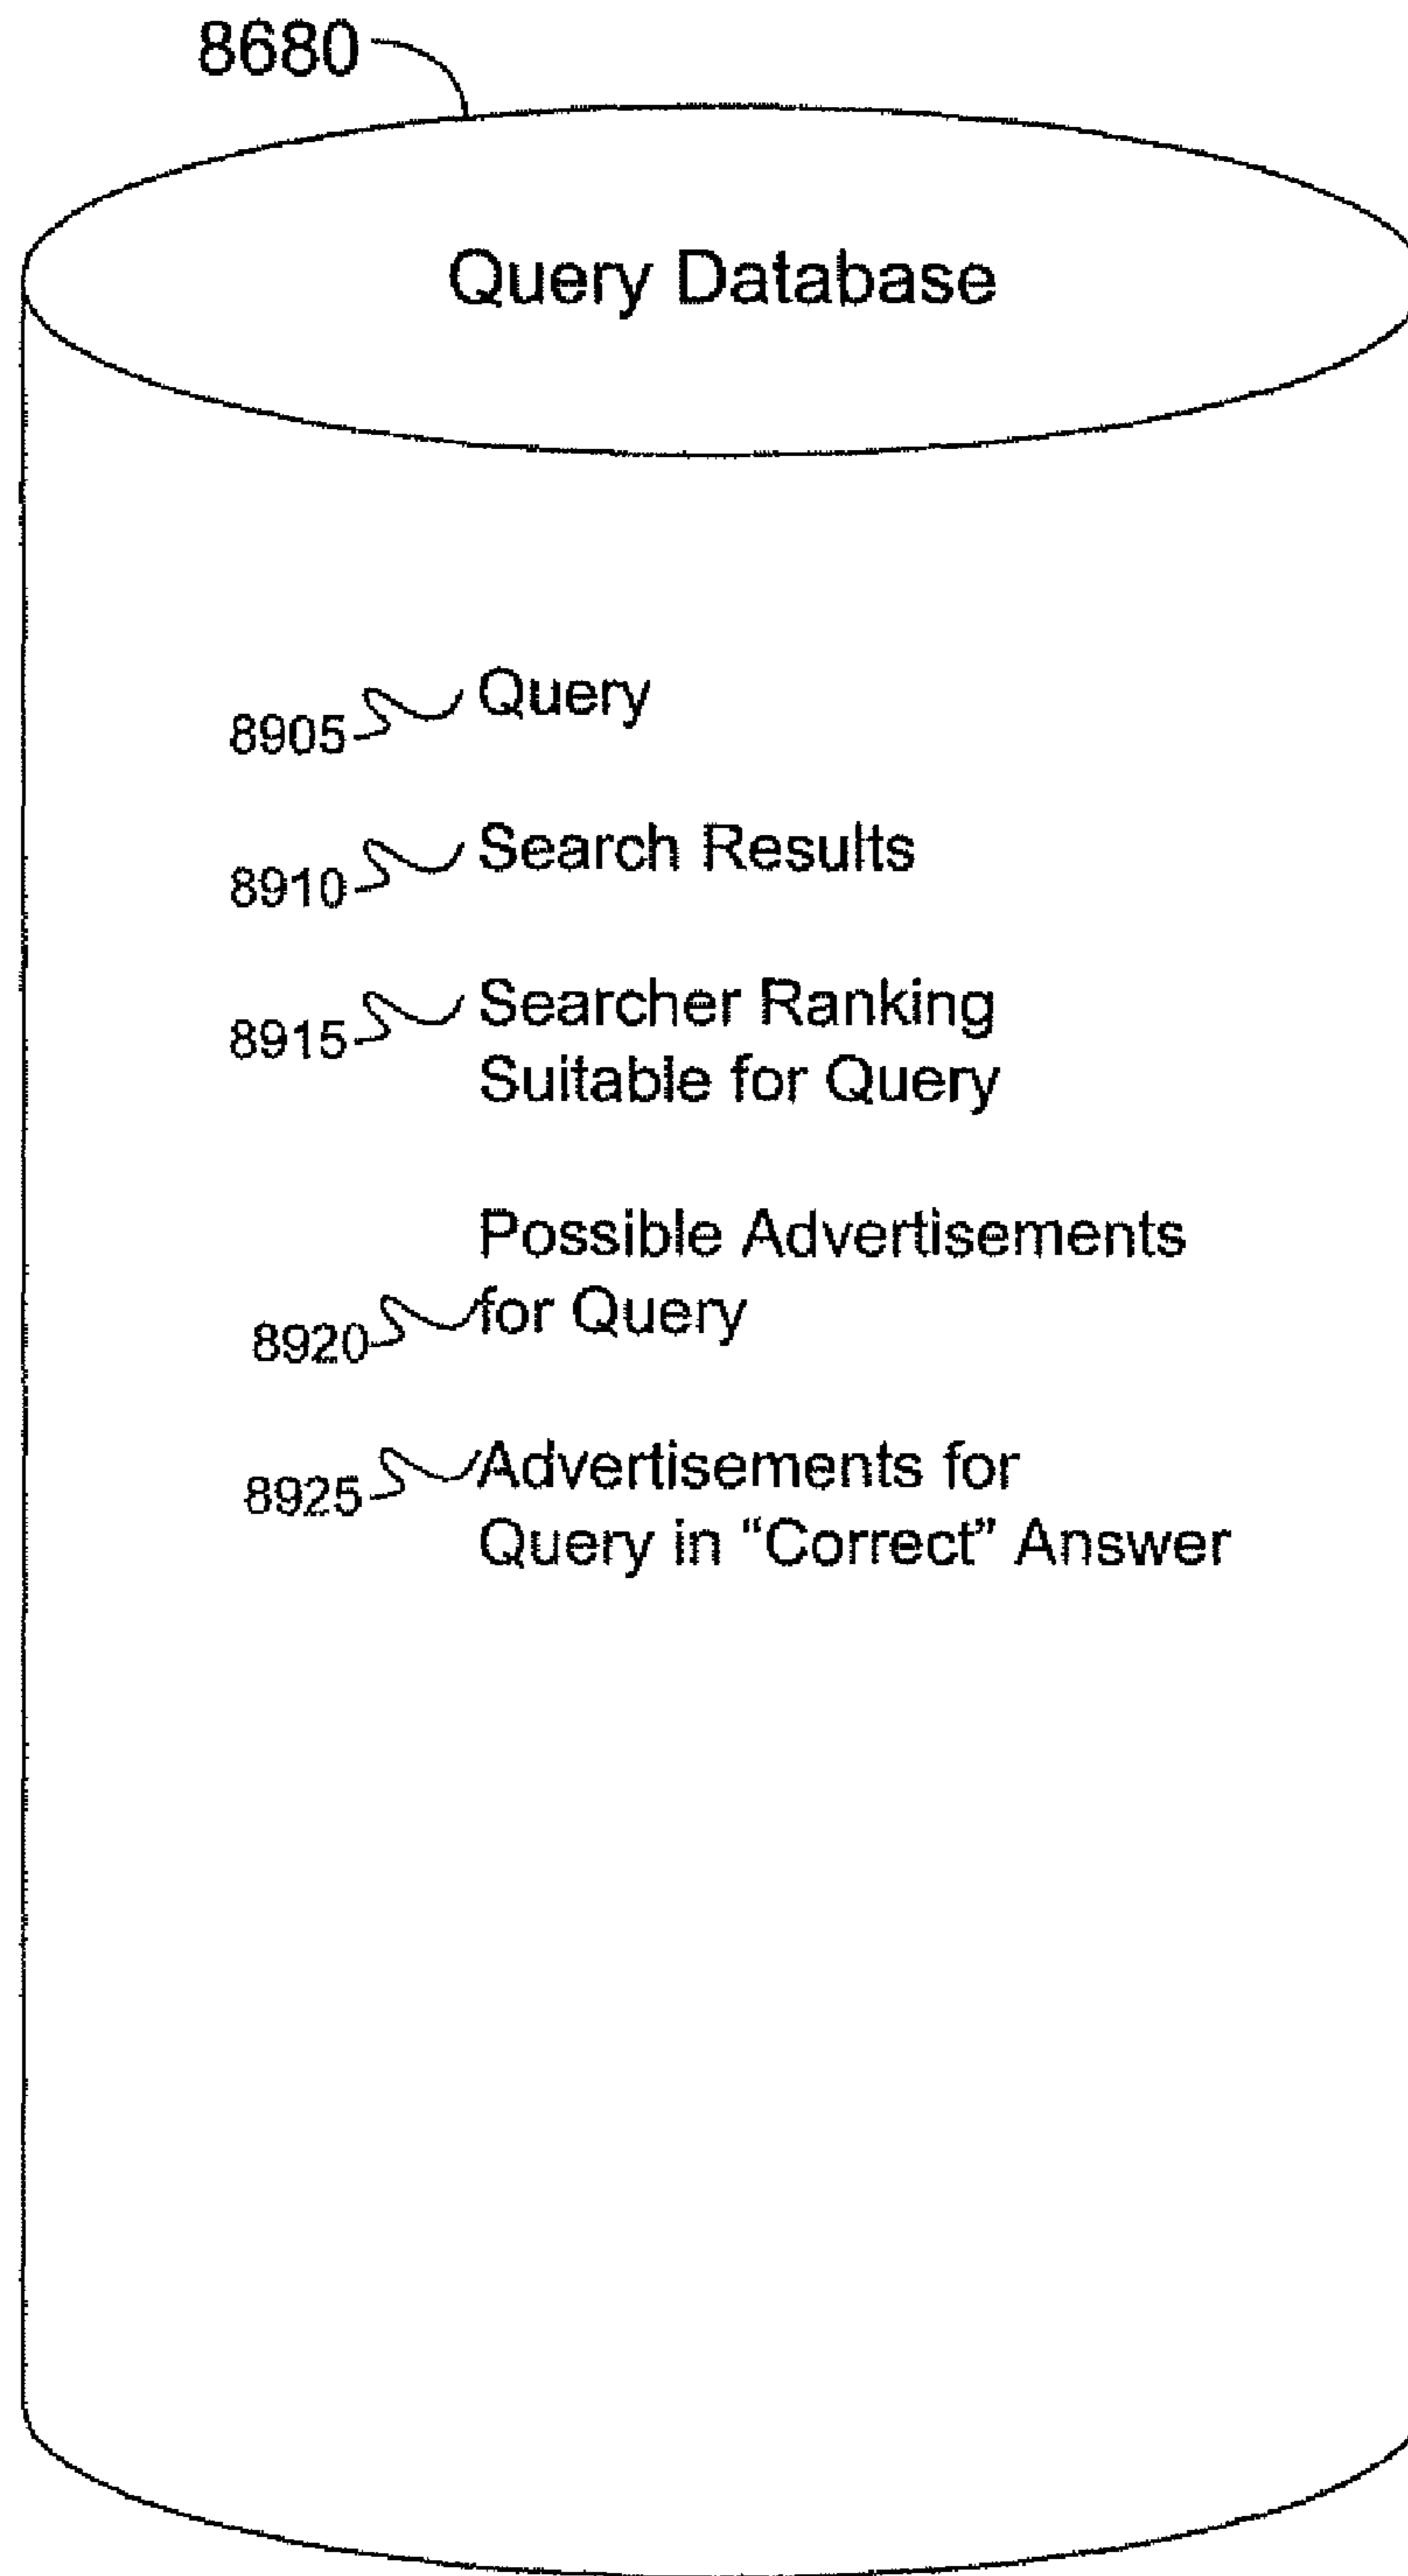 8680
Query Database
8905 Query
8910 Search Results
8915 Searcher Ranking
Suitable for Query
Possible Advertisements
8920 for Query
8925 Advertisements for
Query in “Correct” Answer